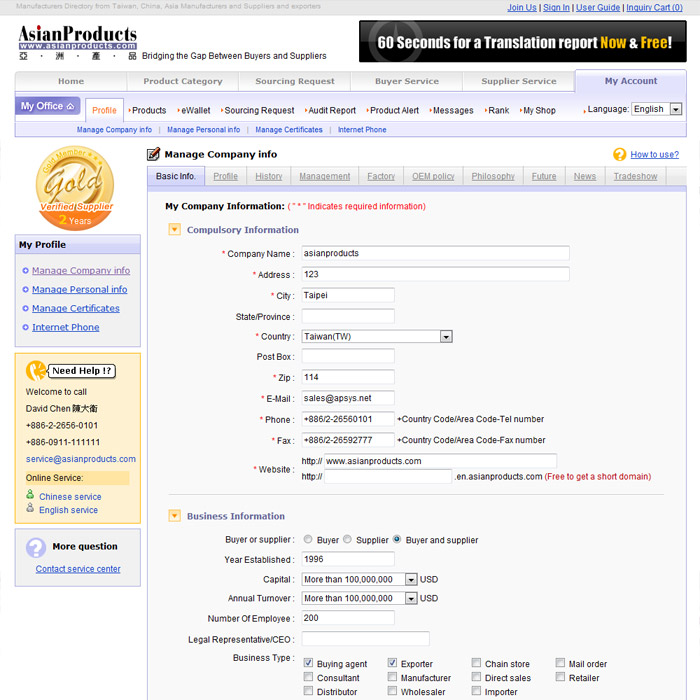 Manufacturers Directory from Taiwan, China, Asia Manufacturers and Suppliers and exporters
Join Us | Sign In | User Guide | Inquiry Cart (0)
AsianProducts
www.asianproducts.com
亞・洲・產・品 Bridging the Gap Between Buyers and Suppliers
60 Seconds for a Translation report Now & Free!
Home Product Category Sourcing Request Buyer Service Supplier Service My Account
My Office Profile Products eWallet Sourcing Request Audit Report Product Alert Messages Rank My Shop Language: English
Manage Company info | Manage Personal info | Manage Certificates | Internet Phone
Gold Member
Gold
Verified Supplier
2 Years
My Profile
Manage Company info
Manage Personal info
Manage Certificates
Internet Phone
Need Help !?
Welcome to call
David Chen 陳大衛
+886-2-2656-0101
+886-0911-111111
service@asianproducts.com
Online Service:
Chinese service
English service
More question
Contact service center
Manage Company info How to use?
Basic Info. Profile History Management Factory OEM policy Philosophy Future News Tradeshow
My Company Information: ( " * " Indicates required information)
Compulsory Information
* Company Name : asianproducts
* Address : 123
* City : Taipei
State/Province :
* Country : Taiwan(TW)
Post Box :
* Zip : 114
* E-Mail : sales@apsys.net
* Phone : +886/2-26560101 +Country Code/Area Code-Tel number
* Fax : +886/2-26592777 +Country Code/Area Code-Fax number
* Website : http:// www.asianproducts.com
http:// .en.asianproducts.com (Free to get a short domain)
Business Information
Buyer or supplier : Buyer Supplier Buyer and supplier
Year Established : 1996
Capital : More than 100,000,000 USD
Annual Turnover : More than 100,000,000 USD
Number Of Employee : 200
Legal Representative/CEO :
Business Type : Buying agent Exporter Chain store Mail order
Consultant Manufacturer Direct sales Retailer
Distributor Wholesaler Importer